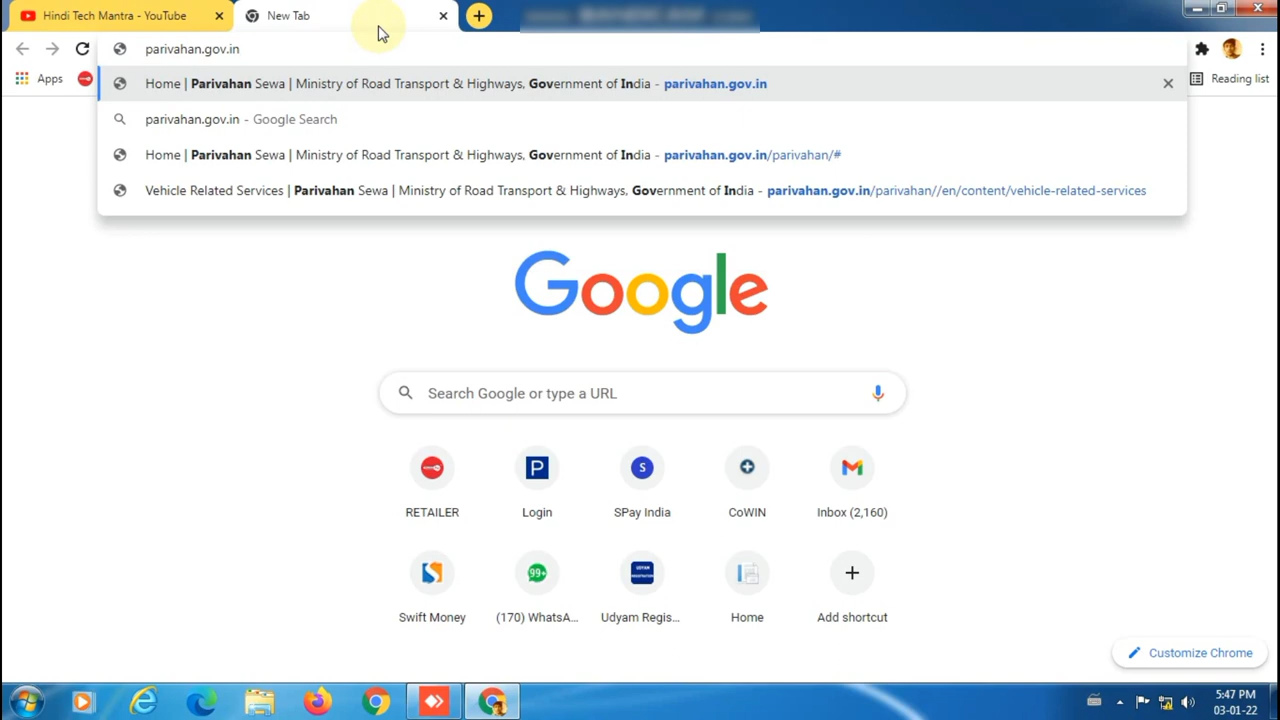 Hindi Tech Mantra - YouTube
New Tab
parivahan.gov.in
Home | Parivahan Sewa | Ministry of Road Transport & Highways, Government of India - parivahan.gov.in
parivahan.gov.in - Google Search
Home | Parivahan Sewa | Ministry of Road Transport & Highways, Government of India - parivahan.gov.in/parivahan/#
Vehicle Related Services | Parivahan Sewa | Ministry of Road Transport & Highways, Government of India - parivahan.gov.in/parivahan//en/content/vehicle-related-services
Apps
Reading list
Google
Search Google or type a URL
RETAILER
P
Login
S
SPay India
CoWIN
Inbox (2,160)
Swift Money
99+
(170) WhatsA...
Udyam Regis...
Home
Add shortcut
Customize Chrome
5:47 PM
03-01-22